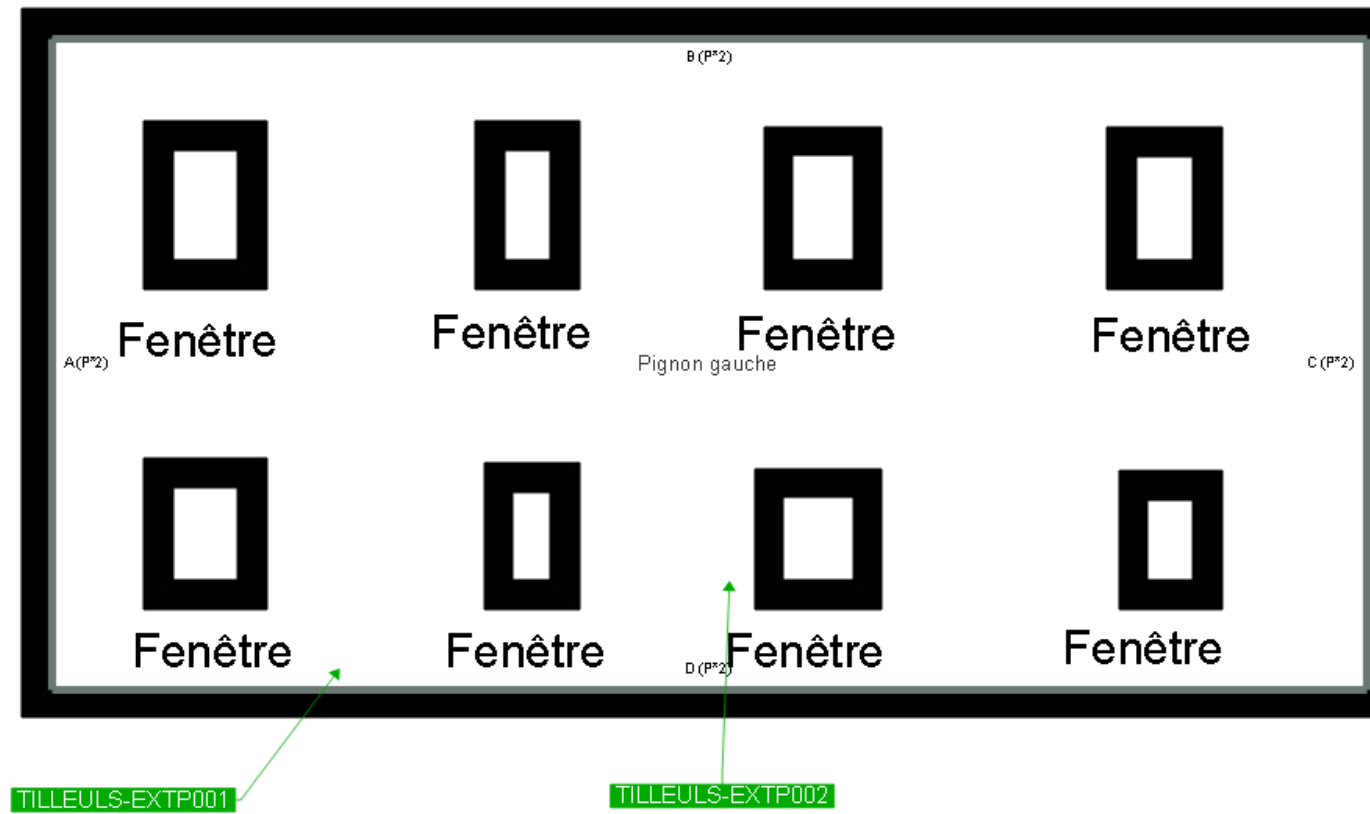 B (P*2)
Fenêtre
Fenêtre
Fenêtre
Fenêtre
A(P*2)
Pignon gauche
C (P*2)
Fenêtre
Fenêtre
Fenêtre
Fenêtre
D (P*2)
TILLEULS-EXTP001
TILLEULS-EXTP002